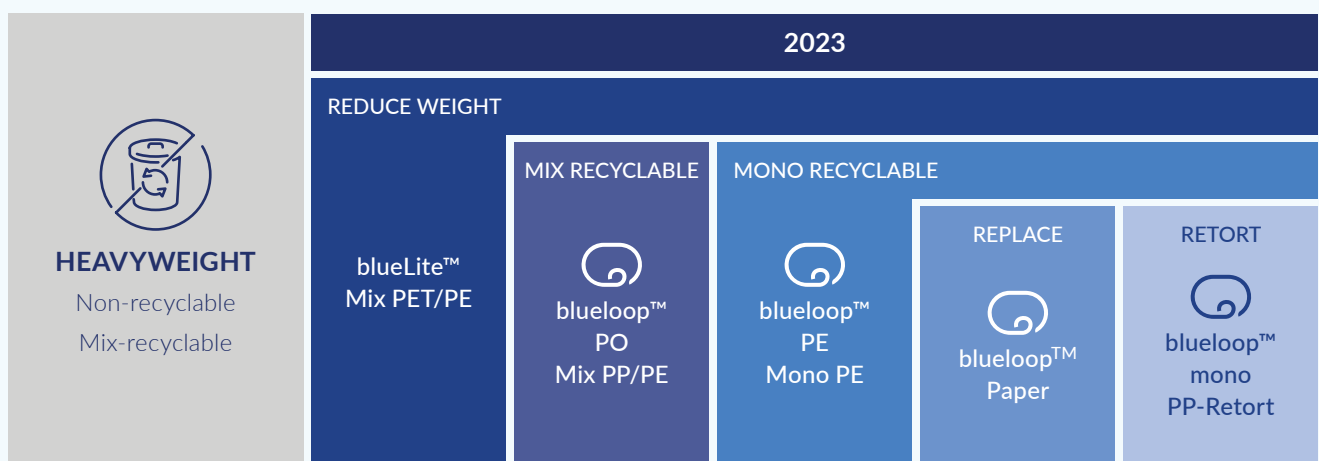 2023
HEAVYWEIGHT
Non-recyclable
Mix-recyclable
REDUCE WEIGHT
blueLite™
Mix PET/PE
MIX RECYCLABLE
blueloop™
PO
Mix PP/PE
MONO RECYCLABLE
blueloop™
PE
Mono PE
REPLACE
blueloop™
Paper
RETORT
blueloop™
mono
PP-Retort